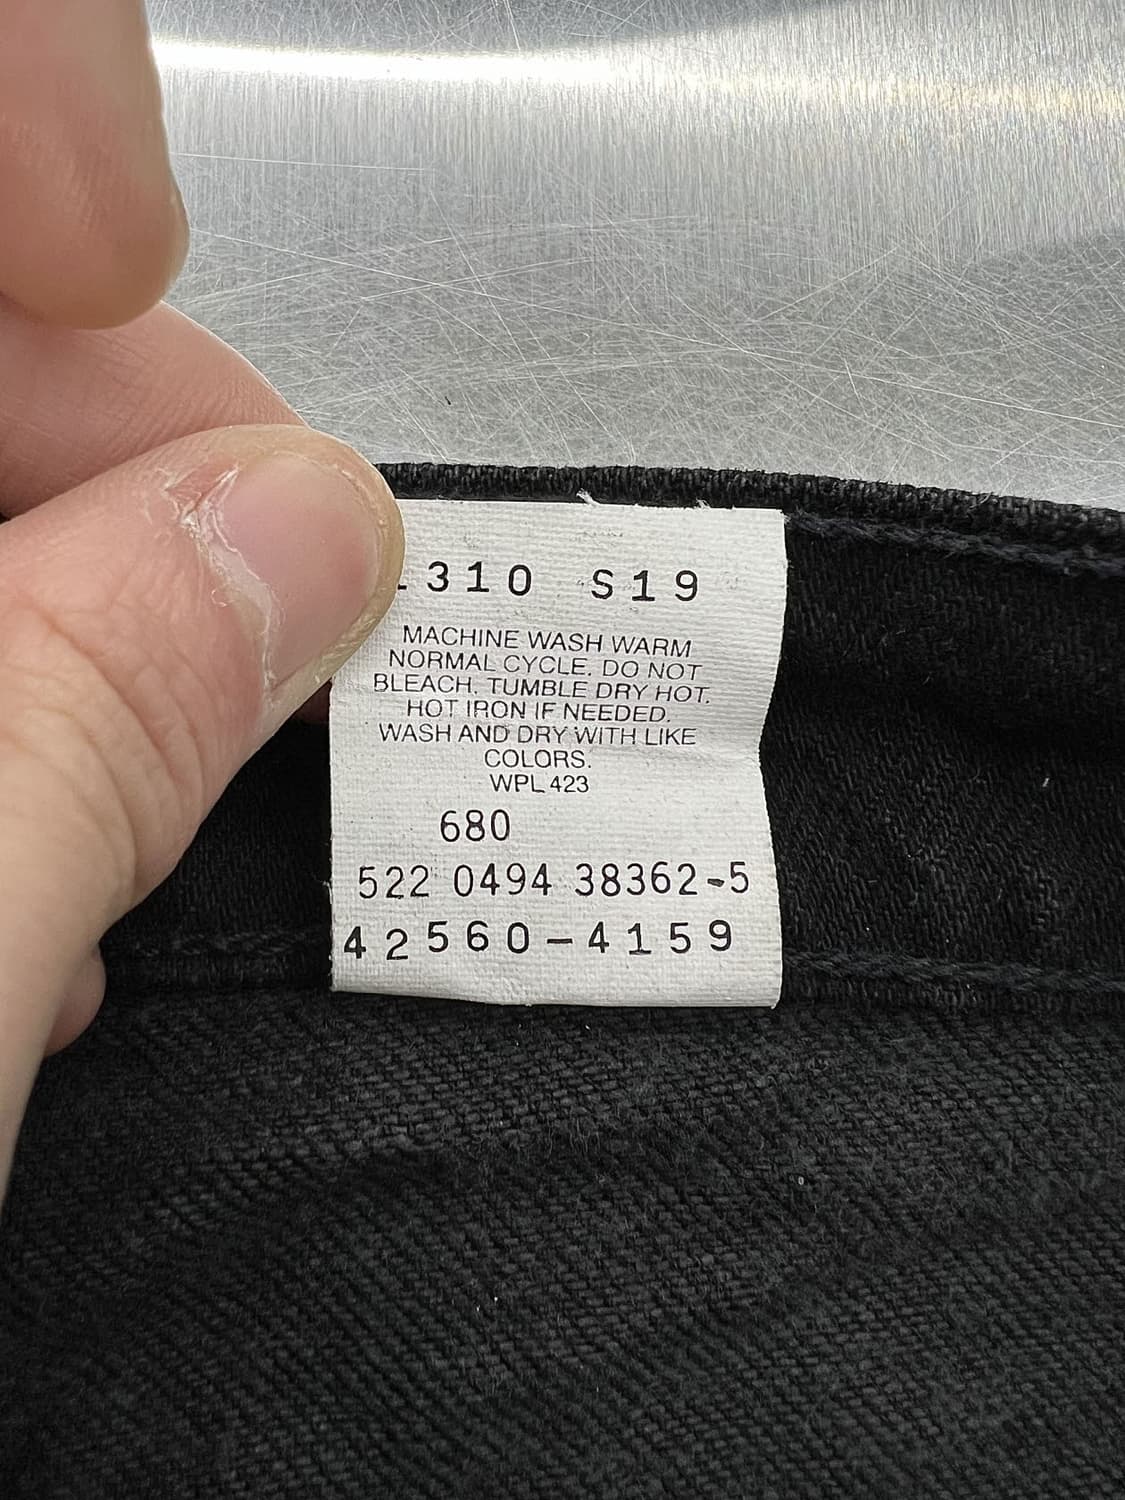 310 S19
MACHINE WASH WARM
NORMAL CYCLE. DO NOT
BLEACH. TUMBLE DRY HOT.
HOT IRON IF NEEDED.
WASH AND DRY WITH LIKE
COLORS.
WPL 423
680
522 0494 38362-5
42560-4159